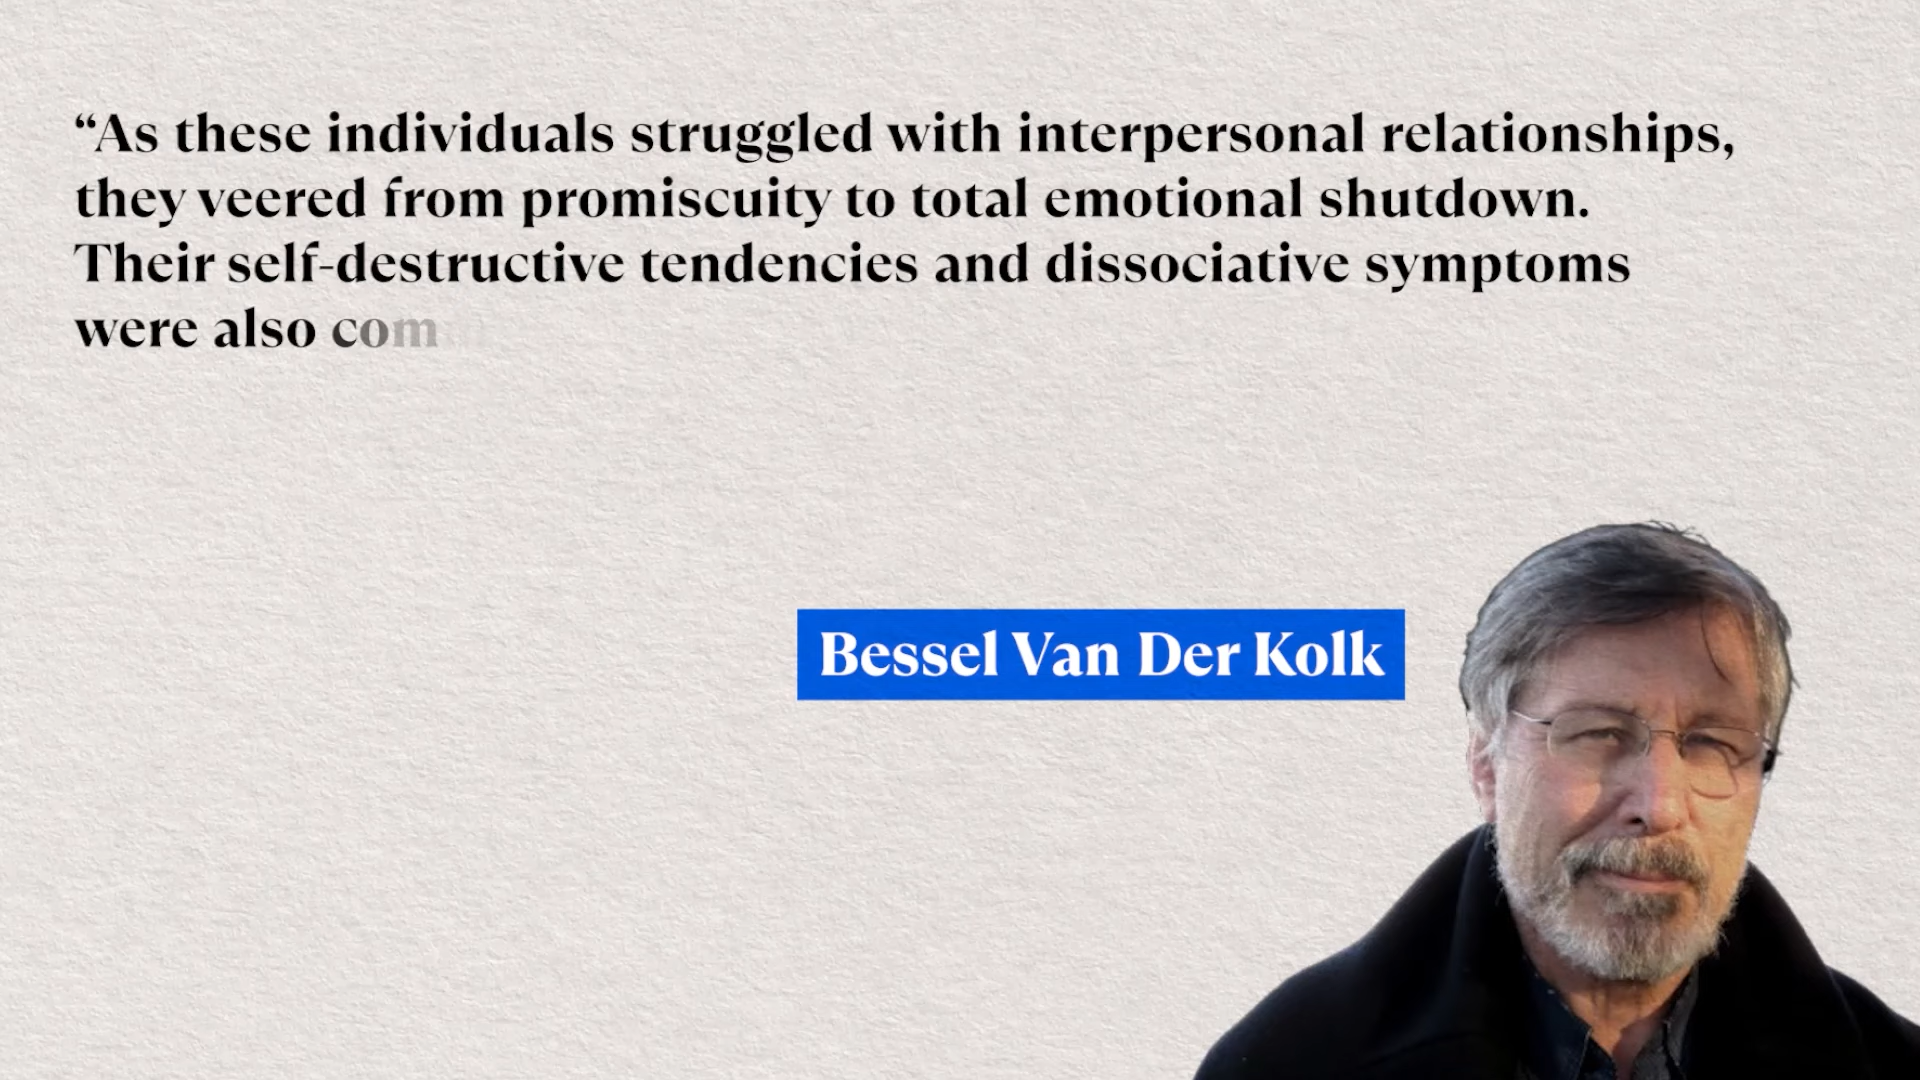 “As these individuals struggled with interpersonal relationships,
they veered from promiscuity to total emotional shutdown.
Their self-destructive tendencies and dissociative symptoms
were also com
Bessel Van Der Kolk